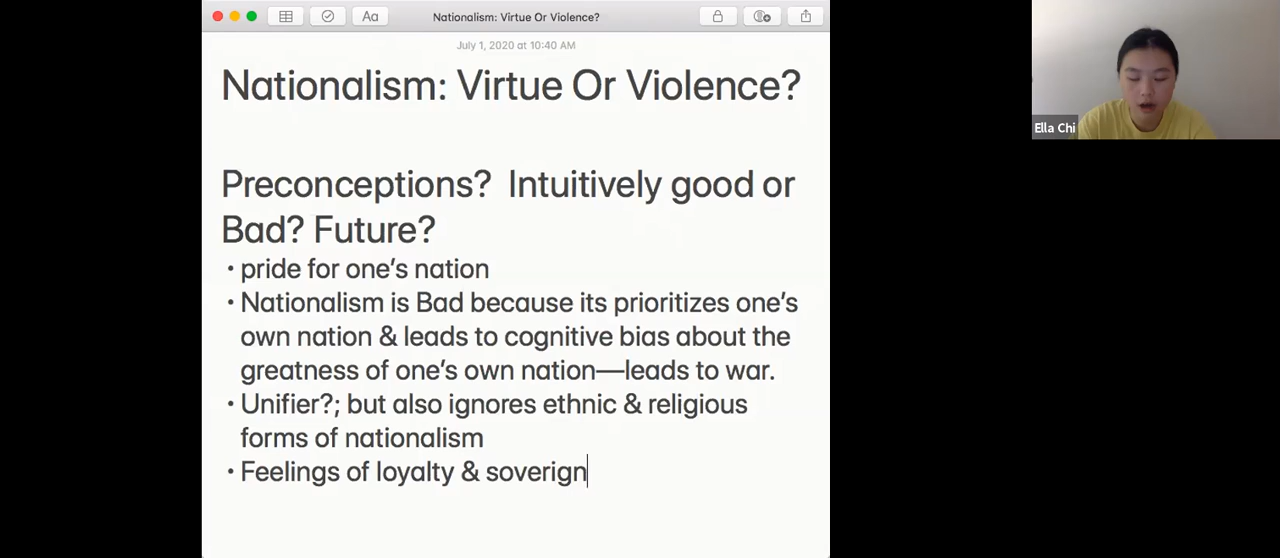 Aa
Nationalism: Virtue Or Violence?
July 1, 2020 at 10:40 AM
Nationalism: Virtue Or Violence?
Preconceptions? Intuitively good or
Bad? Future?
• pride for one's nation
• Nationalism is Bad because its prioritizes one's
own nation & leads to cognitive bias about the
greatness of one's own nation—leads to war.
• Unifier?; but also ignores ethnic & religious
forms of nationalism
• Feelings of loyalty & soverign
Ella Chi